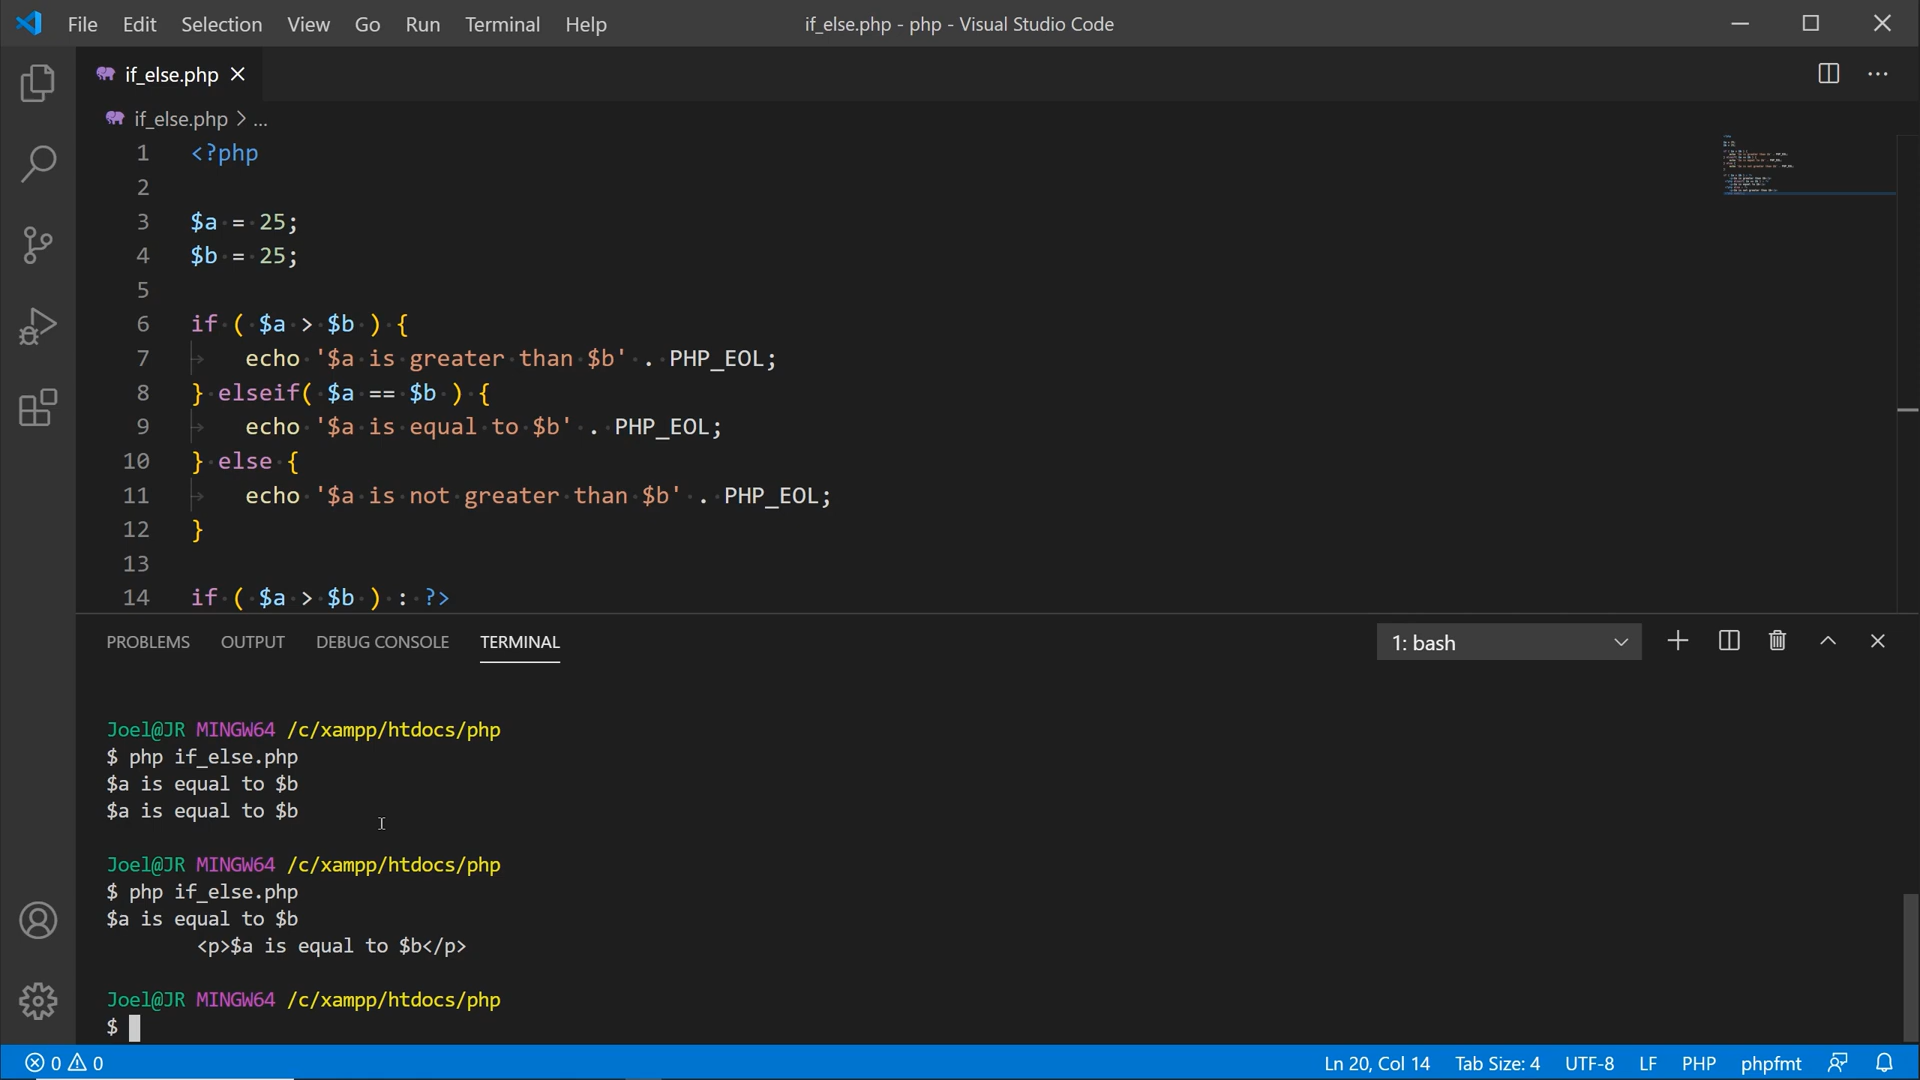 File Edit Selection View Go Run Terminal Help if_else.php - php - Visual Studio Code
if_else.php
if_else.php > ...
1 <?php
2
3 $a = 25;
4 $b = 25;
5
6 if ( $a > $b ) {
7 echo '$a is greater than $b' . PHP_EOL;
8 } elseif( $a == $b ) {
9 echo '$a is equal to $b' . PHP_EOL;
10 } else {
11 echo '$a is not greater than $b' . PHP_EOL;
12 }
13
14 if ( $a > $b ) : ?>
PROBLEMS OUTPUT DEBUG CONSOLE TERMINAL 1: bash
Joel@JR MINGW64 /c/xampp/htdocs/php
$ php if_else.php
$a is equal to $b
$a is equal to $b
Joel@JR MINGW64 /c/xampp/htdocs/php
$ php if_else.php
$a is equal to $b
<p>$a is equal to $b</p>
Joel@JR MINGW64 /c/xampp/htdocs/php
$
0 0 Ln 20, Col 14 Tab Size: 4 UTF-8 LF PHP phpfmt